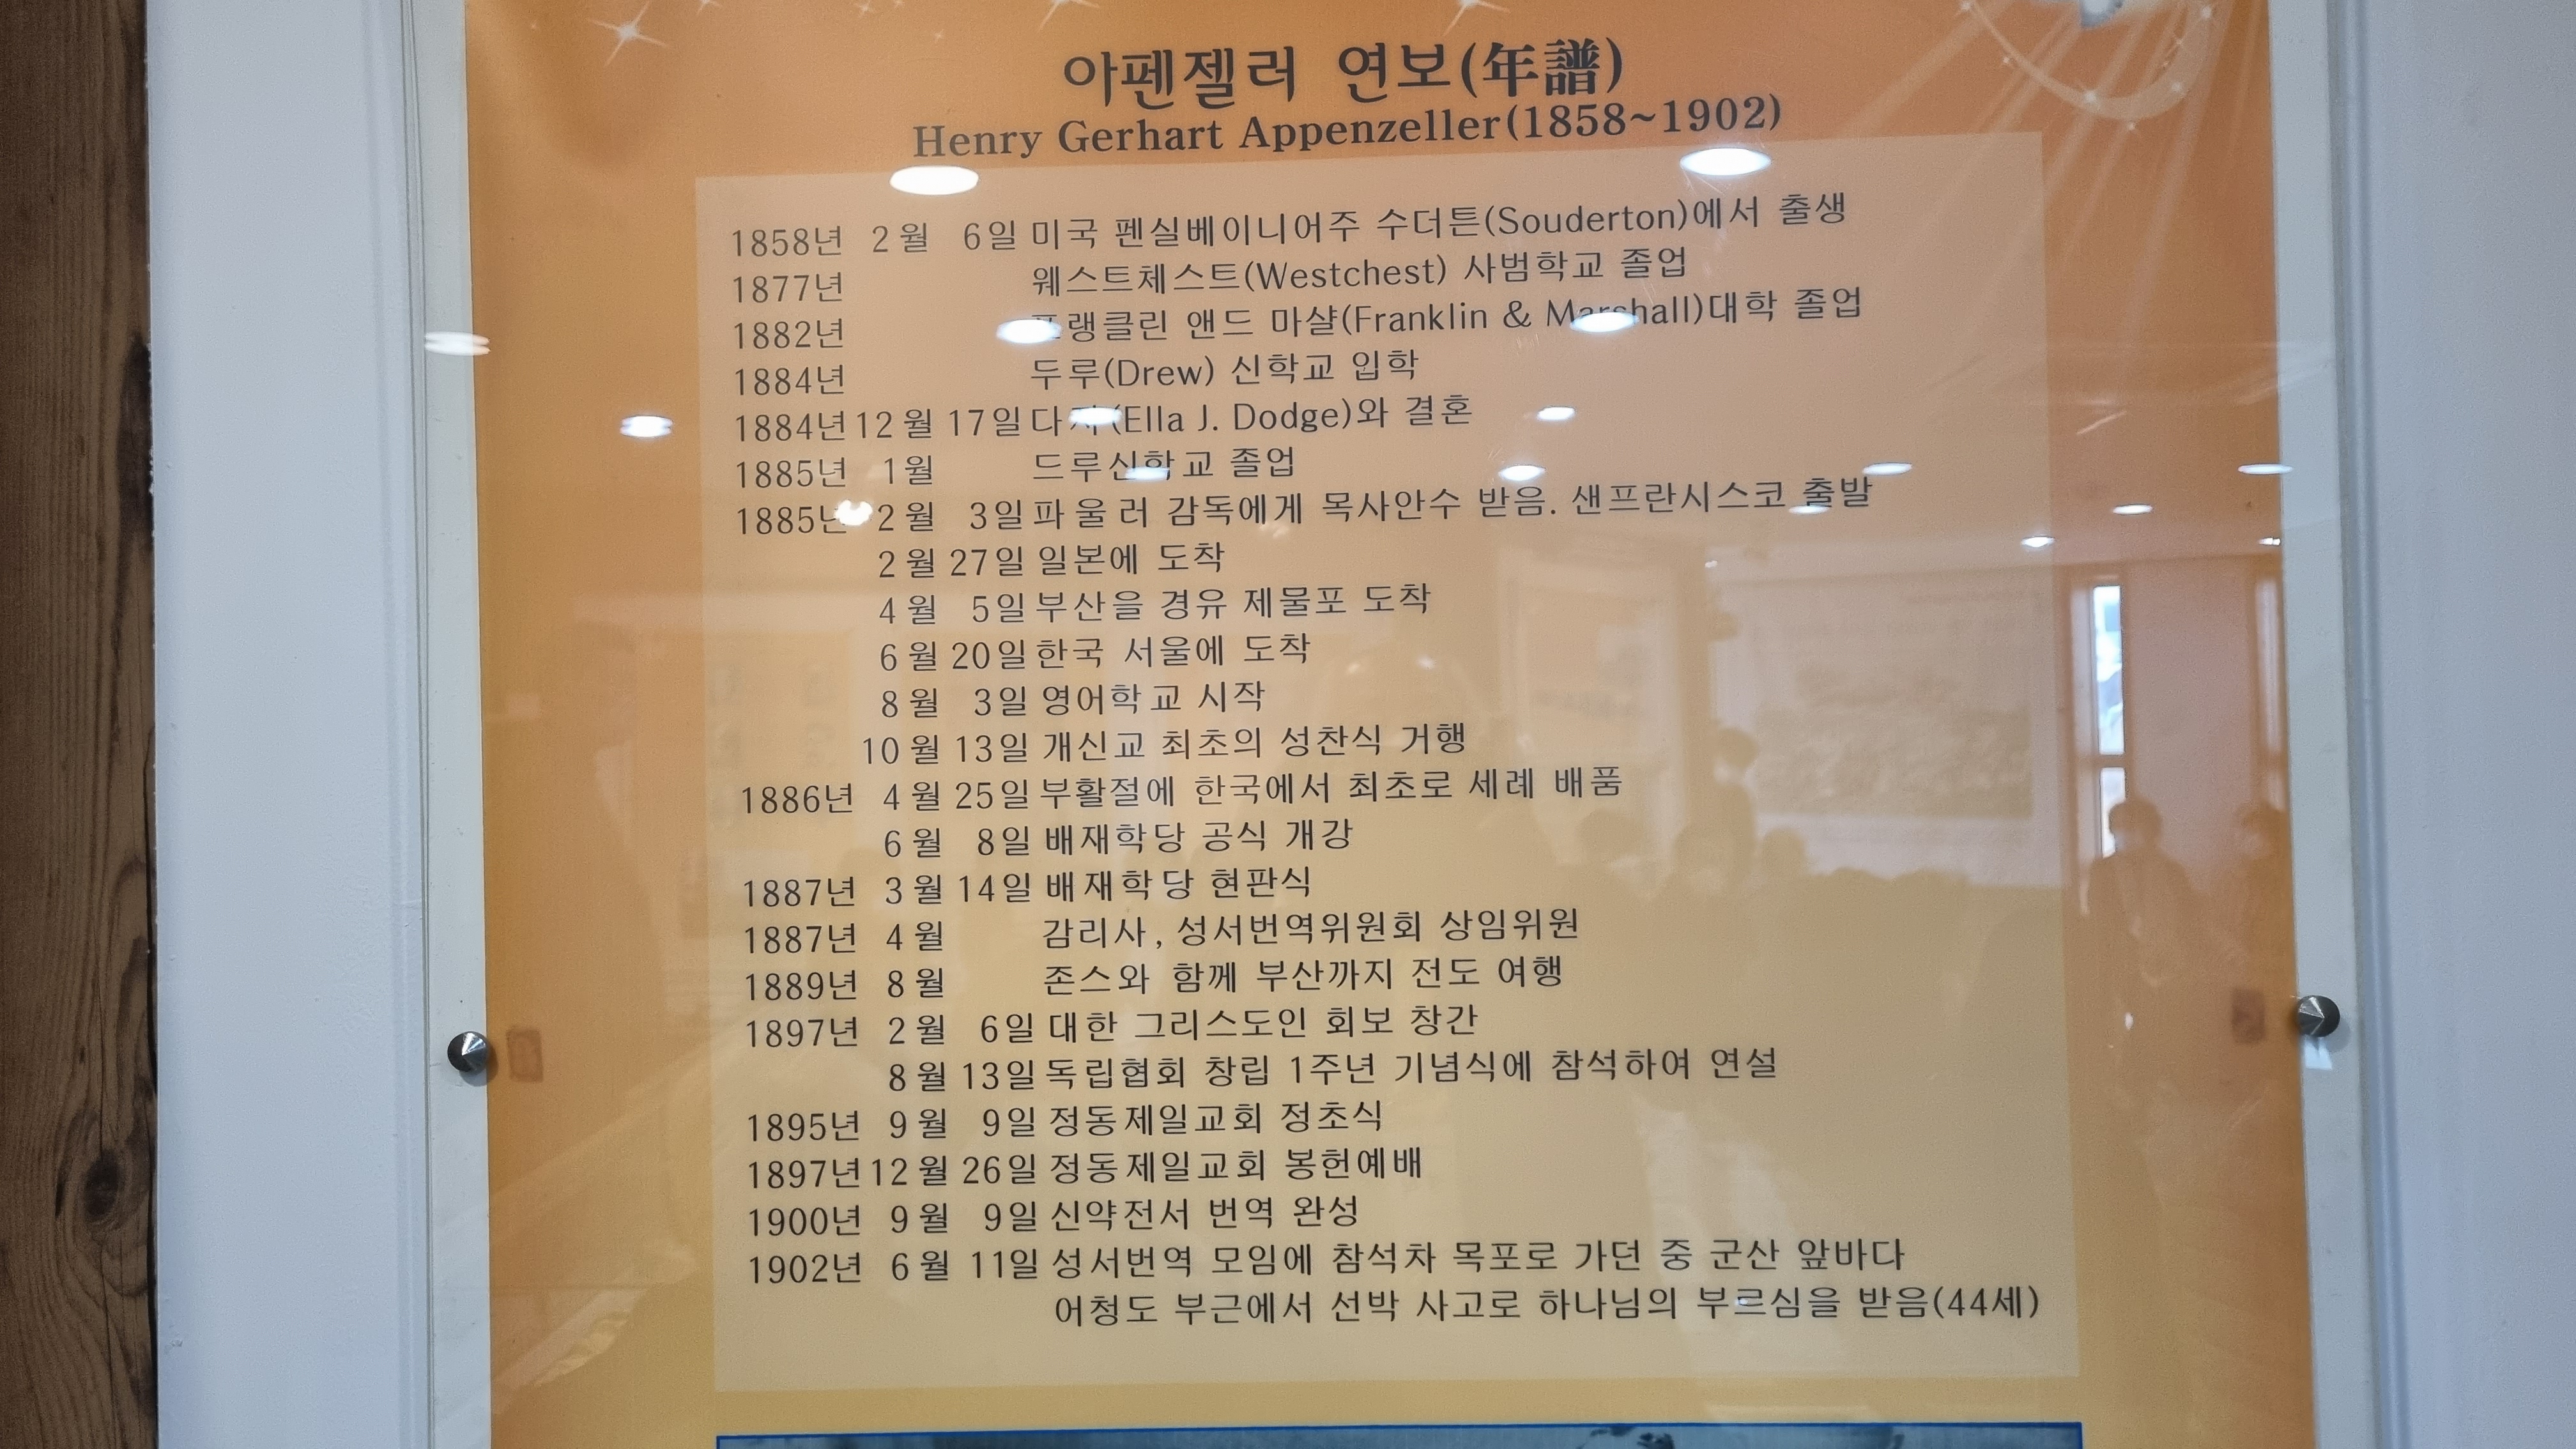 아펜젤러 연보(年譜)
Henry Gerhart Appenzeller(1858~1902)
1858년 2월 6일 미국 펜실베이니어주 수더튼(Souderton)에서 출생
1877년 웨스트체스트(Westchest) 사범학교 졸업
1882년 프랭클린 앤드 마샬(Franklin & Marshall)대학 졸업
1884년 두루(Drew) 신학교 입학
1884년 12월 17일 (Ella J. Dodge)와 결혼
1885년 1월 드루신학교 졸업
1885년 2월 3일 파울러 감독에게 목사안수 받음. 샌프란시스코 출발
2월 27일 일본에 도착
4월 5일 부산을 경유 제물포 도착
6월 20일 한국 서울에 도착
8월 3일 영어학교 시작
10월 13일 개신교 최초의 성찬식 거행
1886년 4월 25일 부활절에 한국에서 최초로 세례 배품
6월 8일 배재학당 공식 개강
1887년 3월 14일 배재학당 현판식
1887년 4월 감리사, 성서번역위원회 상임위원
1889년 8월 존스와 함께 부산까지 전도 여행
1897년 2월 6일 대한 그리스도인 회보 창간
8월 13일 독립협회 창립 1주년 기념식에 참석하여 연설
1895년 9월 9일 정동제일교회 정초식
1897년 12월 26일 정동제일교회 봉헌예배
1900년 9월 9일 신약전서 번역 완성
1902년 6월 11일 성서번역 모임에 참석차 목포로 가던 중 군산 앞바다
어청도 부근에서 선박 사고로 하나님의 부르심을 받음(44세)